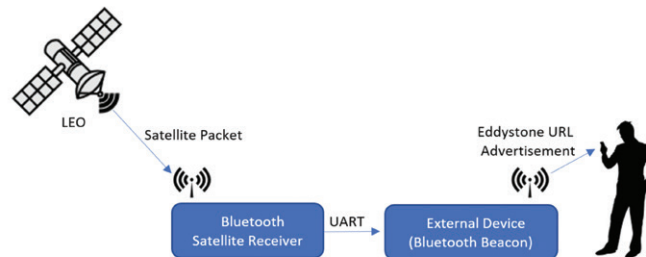 LEO
Satellite Packet
Eddystone URL
Advertisement
Bluetooth
Satellite Receiver
UART
External Device
(Bluetooth Beacon)